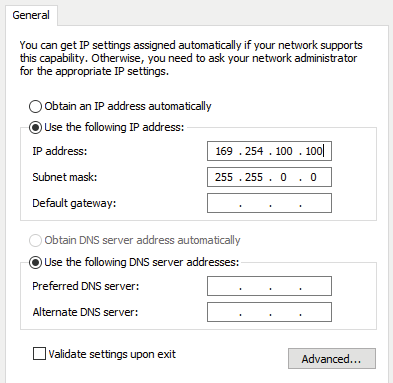 General
You can get IP settings assigned automatically if your network supports
this capability. Otherwise, you need to ask your network administrator
for the appropriate IP settings.
Obtain an IP address automatically
Use the following IP address:
IP address: 169 . 254 . 100 . 100
Subnet mask: 255 . 255 . 0 . 0
Default gateway: . . .
Obtain DNS server address automatically
Use the following DNS server addresses:
Preferred DNS server: . . .
Alternate DNS server: . . .
Validate settings upon exit
Advanced...